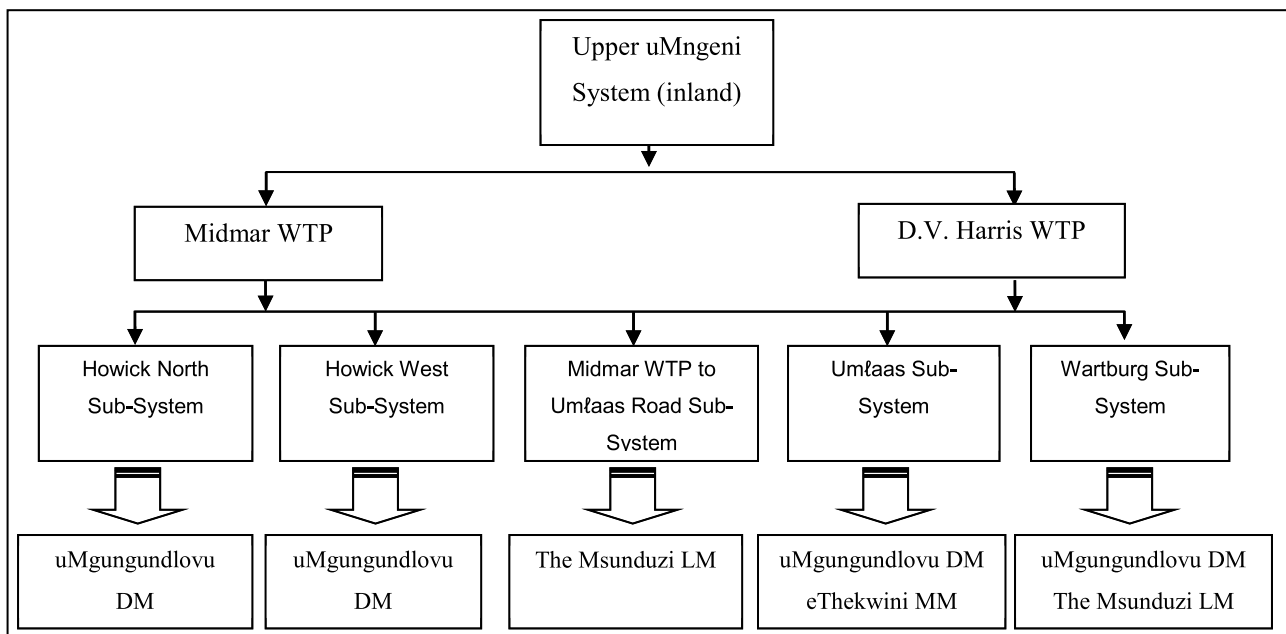 Upper uMngeni
System (inland)
Midmar WTP
D.V. Harris WTP
Howick North
Sub-System
Howick West
Sub-System
Midmar WTP to
Umℓaas Road Sub-
System
Umℓaas Sub-
System
Wartburg Sub-
System
uMgungundlovu
DM
uMgungundlovu
DM
The Msunduzi LM
uMgungundlovu DM
eThekwini MM
uMgungundlovu DM
The Msunduzi LM